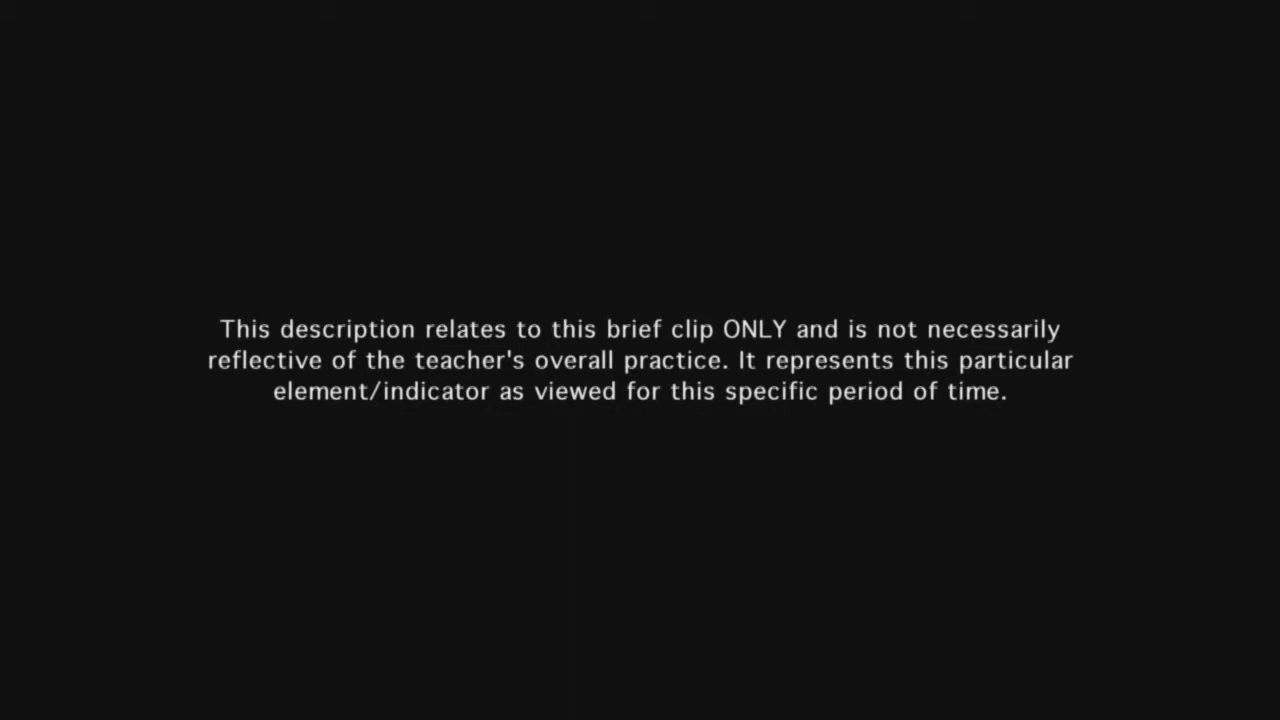 This description relates to this brief clip ONLY and is not necessarily
reflective of the teacher's overall practice. It represents this particular
element/indicator as viewed for this specific period of time.